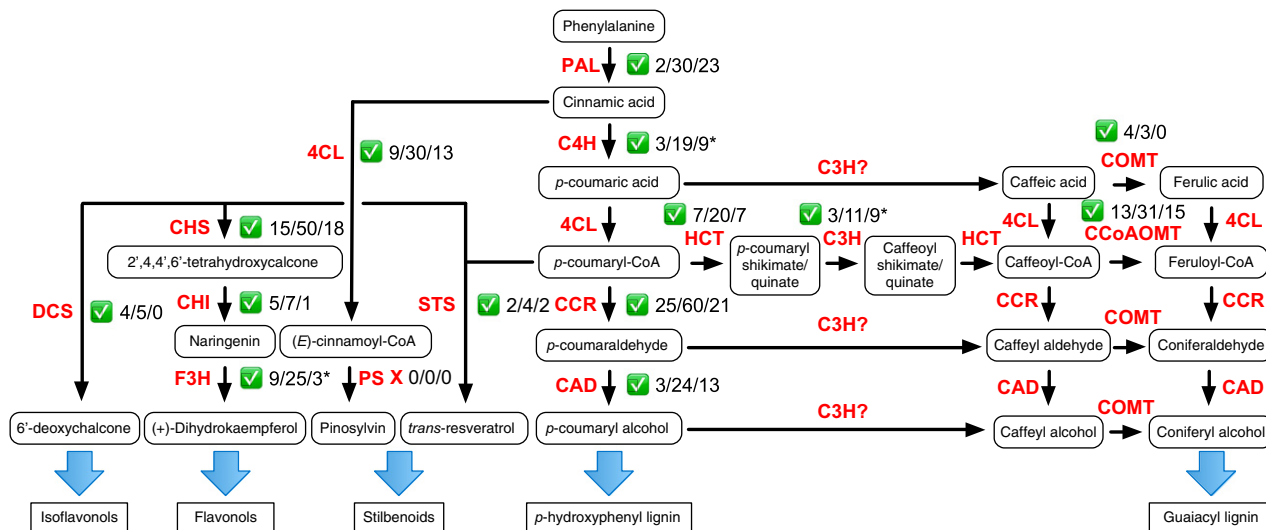 Phenylalanine
PAL 2/30/23
Cinnamic acid
4CL 9/30/13
C4H 3/19/9*
4/3/0
COMT
p-coumaric acid
C3H?
Caffeic acid
Ferulic acid
CHS 15/50/18
4CL
7/20/7
HCT
3/11/9*
C3H
HCT
4CL
13/31/15
CCoAOMT
4CL
2',4,4',6'-tetrahydroxycalcone
p-coumaryl-CoA
p-coumaryl
shikimate/
quinate
Caffeoyl
shikimate/
quinate
Caffeoyl-CoA
Feruloyl-CoA
DCS 4/5/0
CHI 5/7/1
STS 2/4/2
CCR 25/60/21
CCR
CCR
Naringenin
(E)-cinnamoyl-CoA
p-coumaraldehyde
C3H?
Caffeyl aldehyde
COMT
Coniferaldehyde
F3H 9/25/3*
PS X 0/0/0
CAD 3/24/13
CAD
CAD
6'-deoxychalcone
(+)-Dihydrokaempferol
Pinosylvin
trans-resveratrol
p-coumaryl alcohol
C3H?
Caffeyl alcohol
COMT
Coniferyl alcohol
Isoflavonols
Flavonols
Stilbenoids
p-hydroxyphenyl lignin
Guaiacyl lignin